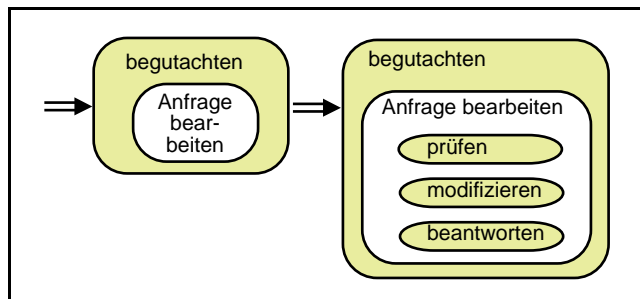 begutachten
Anfrage
bear-
beiten
begutachten
Anfrage bearbeiten
prüfen
modifizieren
beantworten